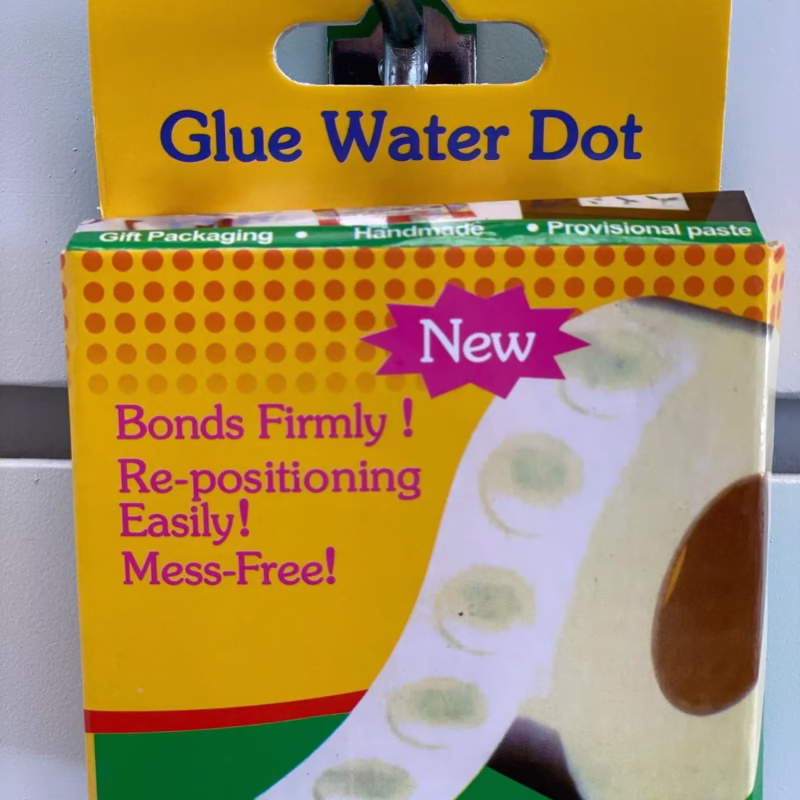 Glue Water Dot
Gift Packaging • Handmade • Provisional paste
New
Bonds Firmly !
Re-positioning
Easily!
Mess-Free!